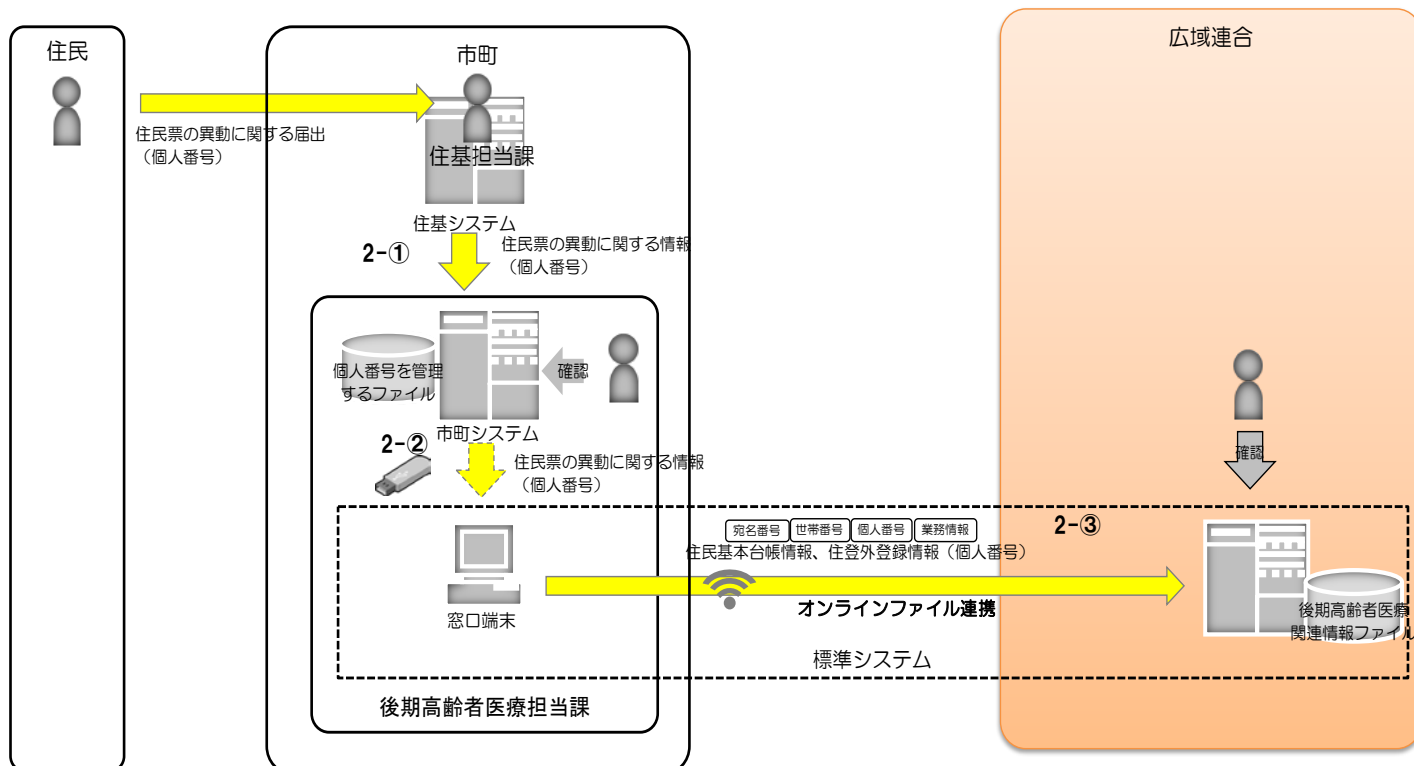 住民
市町
広域連合
住民票の異動に関する届出
（個人番号）
住基担当課
住基システム
2-①
住民票の異動に関する情報
（個人番号）
個人番号を管理
するファイル
確認
市町システム
2-②
住民票の異動に関する情報
（個人番号）
確認
宛名番号
世帯番号
個人番号
業務情報
2-③
住民基本台帳情報、住登外登録情報（個人番号）
オンラインファイル連携
窓口端末
後期高齢者医療
関連情報ファイル
標準システム
後期高齢者医療担当課